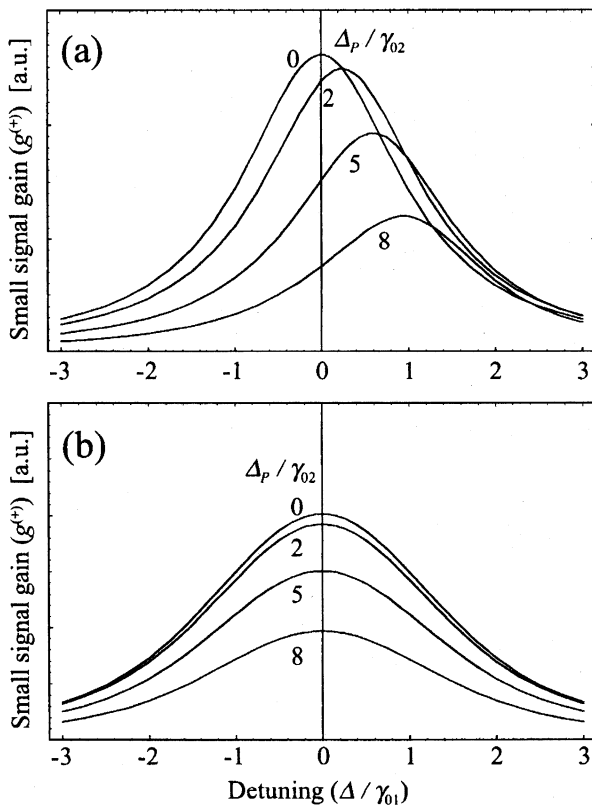 (a)
Δ_P / γ_02
0
2
5
8
Small signal gain (g^(+)) [a.u.]
-3 -2 -1 0 1 2 3
(b)
Δ_P / γ_02
0
2
5
8
Small signal gain (g^(+)) [a.u.]
-3 -2 -1 0 1 2 3
Detuning (Δ / γ_01)